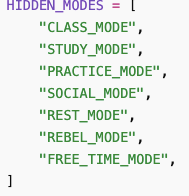 HIDDEN_MODES = [
"CLASS_MODE",
"STUDY_MODE",
"PRACTICE_MODE",
"SOCIAL_MODE",
"REST_MODE",
"REBEL_MODE",
"FREE_TIME_MODE",
]